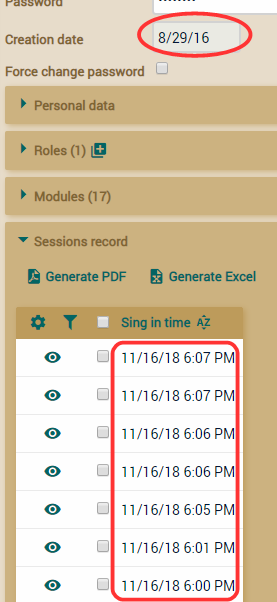 Password
Creation date
8/29/16
Force change password
Personal data
Roles (1)
Modules (17)
Sessions record
Generate PDF
Generate Excel
Sing in time
11/16/18 6:07 PM
11/16/18 6:07 PM
11/16/18 6:06 PM
11/16/18 6:06 PM
11/16/18 6:05 PM
11/16/18 6:01 PM
11/16/18 6:00 PM